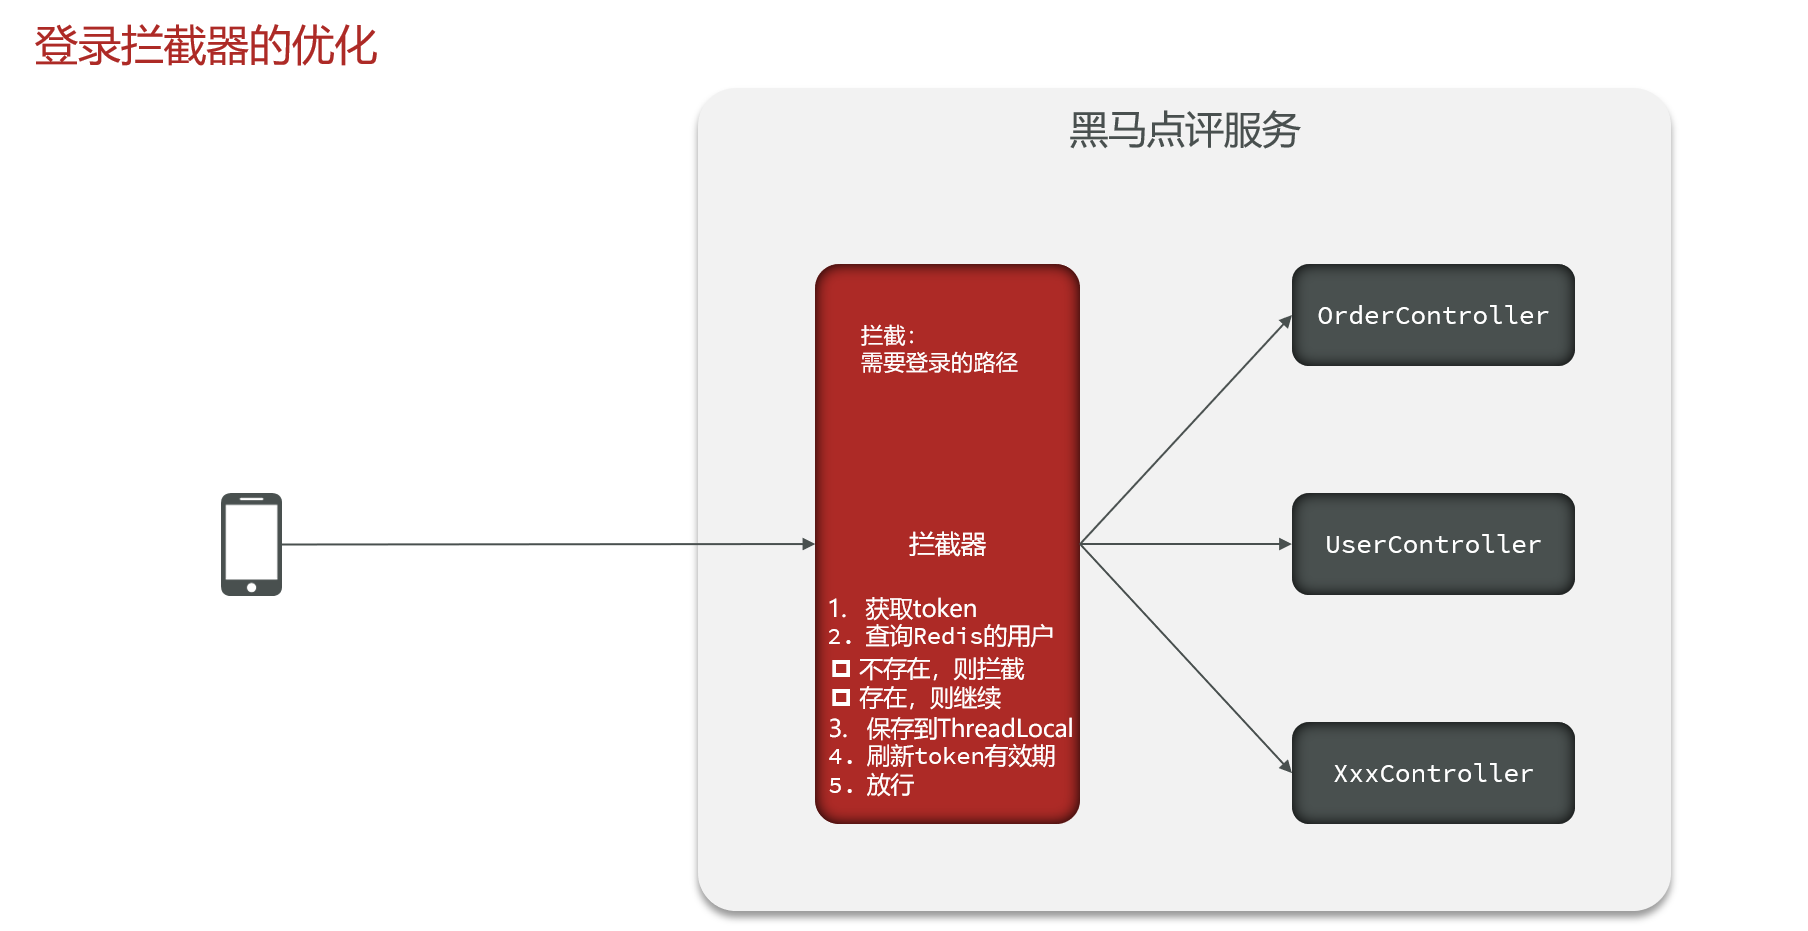 登录拦截器的优化
黑马点评服务
拦截：
需要登录的路径
拦截器
1. 获取token
2. 查询Redis的用户
不存在，则拦截
存在，则继续
3. 保存到ThreadLocal
4. 刷新token有效期
5. 放行
OrderController
UserController
XxxController